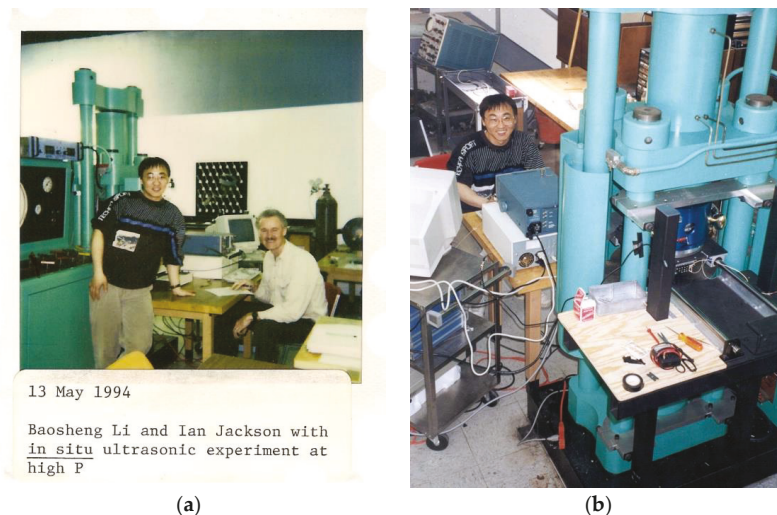 13 May 1994
Baosheng Li and Ian Jackson with
in situ ultrasonic experiment at
high P
(a)
(b)